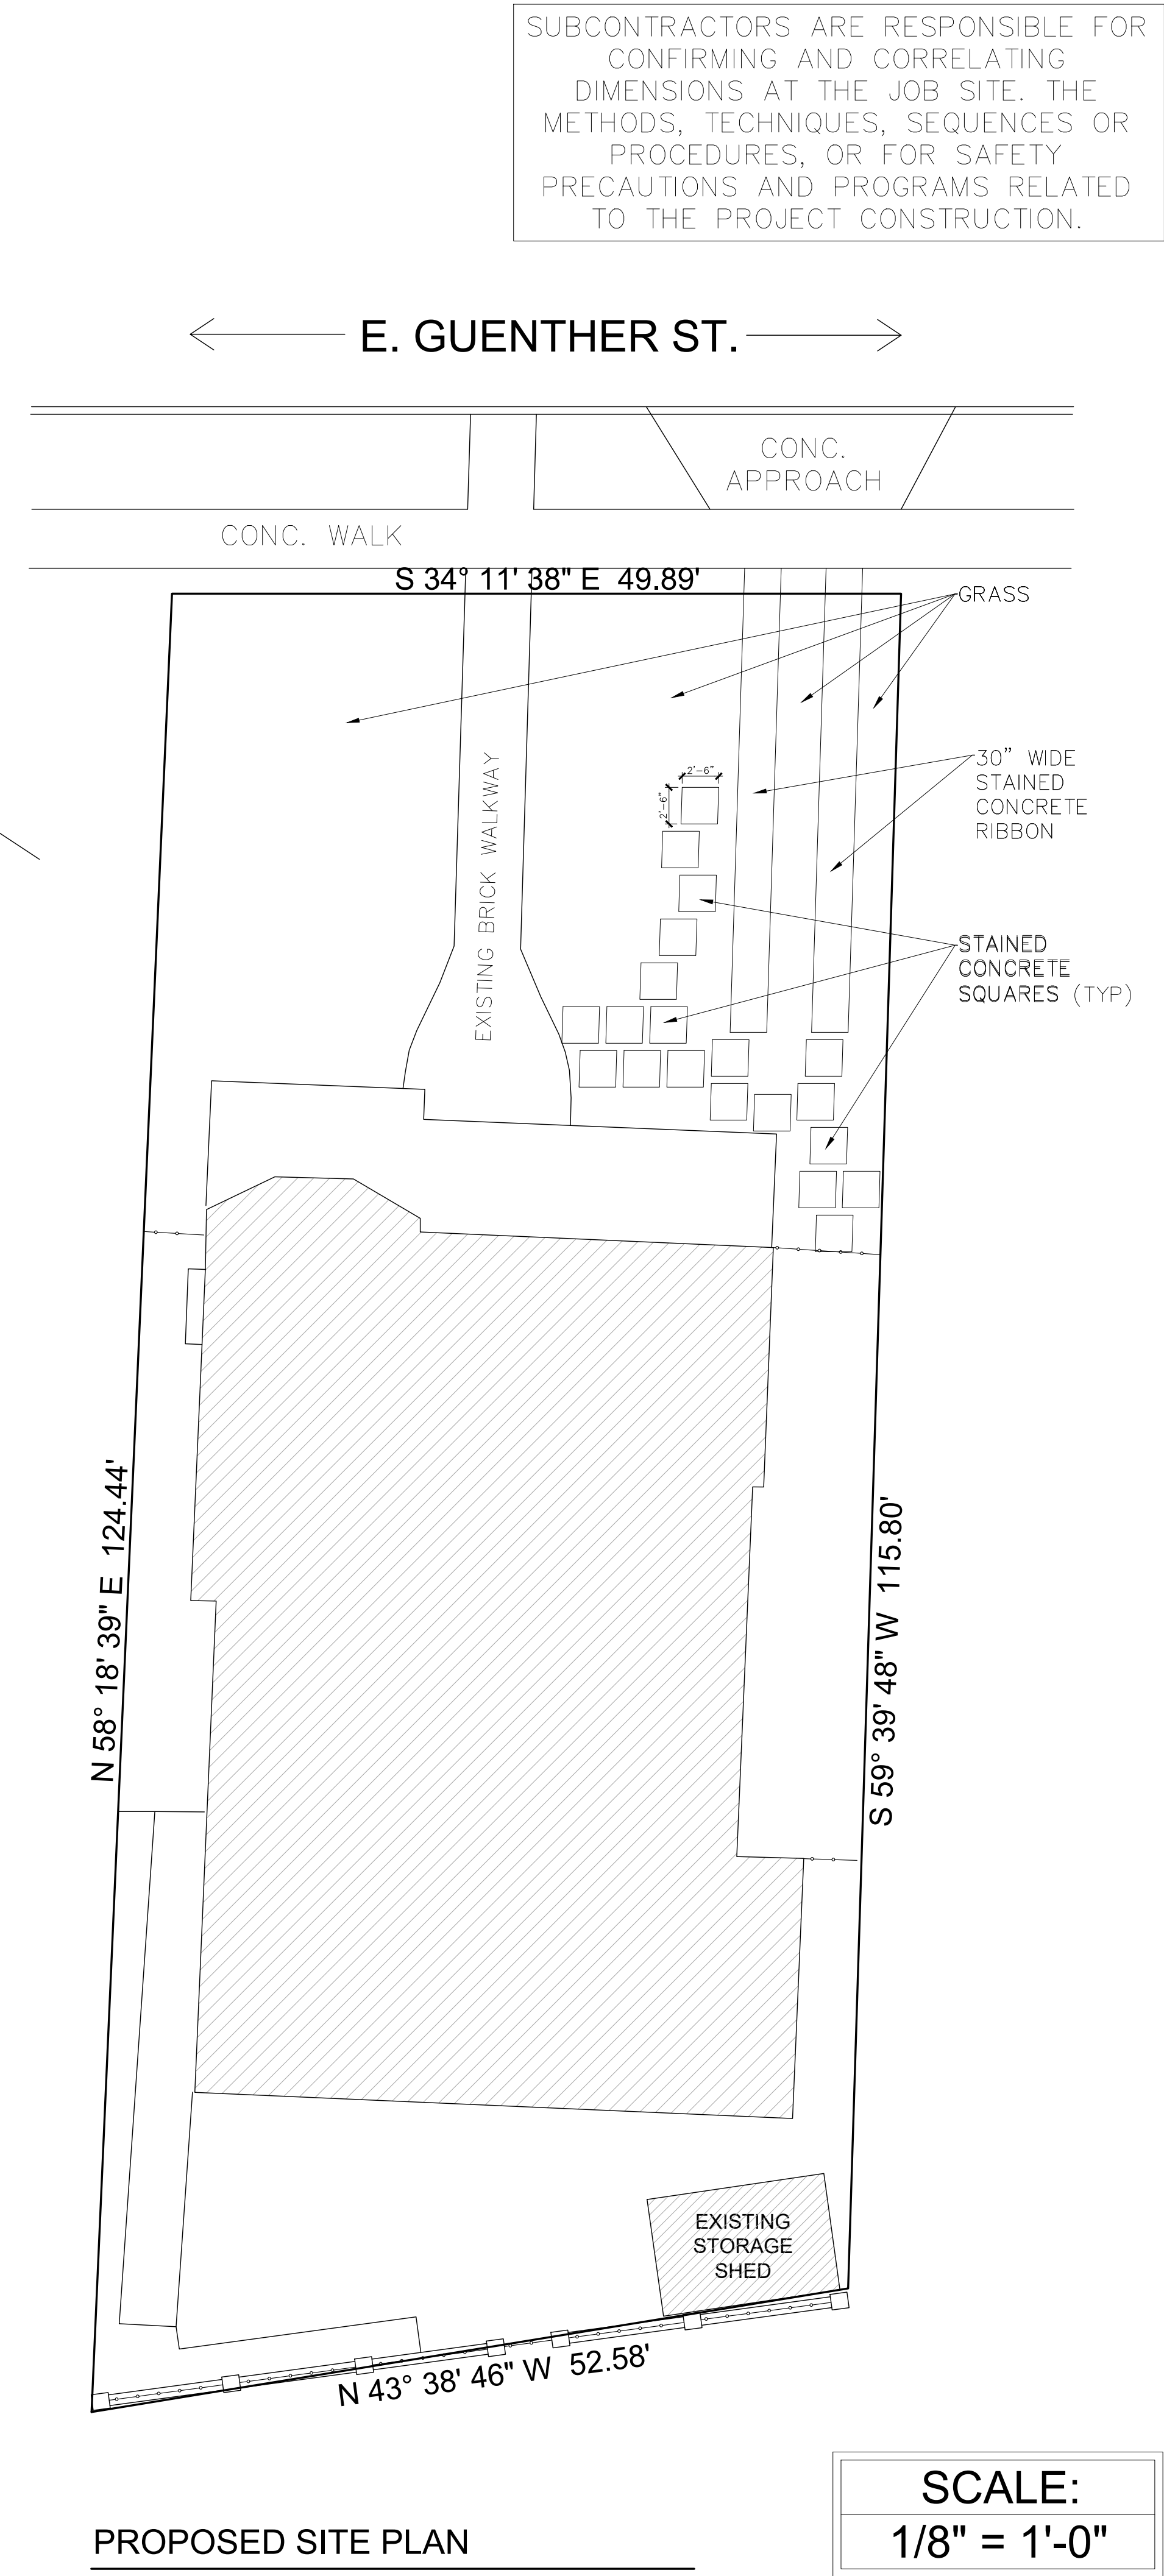 SUBCONTRACTORS ARE RESPONSIBLE FOR
CONFIRMING AND CORRELATING
DIMENSIONS AT THE JOB SITE. THE
METHODS, TECHNIQUES, SEQUENCES OR
PROCEDURES, OR FOR SAFETY
PRECAUTIONS AND PROGRAMS RELATED
TO THE PROJECT CONSTRUCTION.
E. GUENTHER ST.
CONC.
APPROACH
CONC. WALK
S 34° 11' 38" E 49.89'
GRASS
EXISTING BRICK WALKWAY
2'-6"
2'-6"
30" WIDE
STAINED
CONCRETE
RIBBON
STAINED
CONCRETE
SQUARES (TYP)
N 58° 18' 39" E 124.44'
S 59° 39' 48" W 115.80'
EXISTING
STORAGE
SHED
N 43° 38' 46" W 52.58'
SCALE:
1/8" = 1'-0"
PROPOSED SITE PLAN